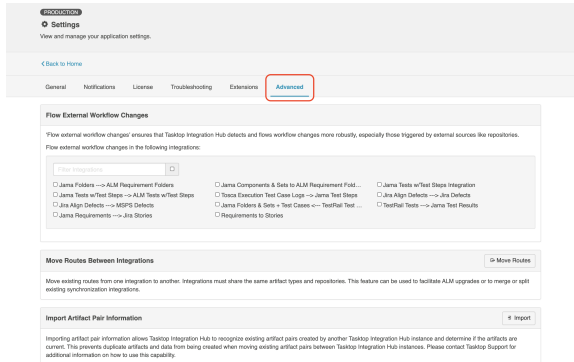 PRODUCTION
Settings
View and manage your application settings.
Back to Home
General Notifications License Troubleshooting Extensions Advanced
Flow External Workflow Changes
'Flow external workflow changes' ensures that Tasktop Integration Hub detects and flows workflow changes more robustly, especially those triggered by external sources like repositories.
Flow external workflow changes in the following integrations:
Filter integrations
Jama Folders ---> ALM Requirement Folders
Jama Components & Sets to ALM Requirement Fold...
Jama Tests w/Test Steps Integration
Jama Tests w/Test Steps ---> ALM Tests w/Test Steps
Tosca Execution Test Case Logs --> Jama Test Steps
Jira Align Defects ---> Jira Defects
Jira Align Defects ---> MSPS Defects
Jama Folders & Sets + Test Cases <--- TestRail Test ...
TestRail Tests ---> Jama Test Results
Jama Requirements ---> Jira Stories
Requirements to Stories
Move Routes Between Integrations
Move Routes
Move existing routes from one integration to another. Integrations must share the same artifact types and repositories. This feature can be used to facilitate ALM upgrades or to merge or split
existing synchronization integrations.
Import Artifact Pair Information
Import
Importing artifact pair information allows Tasktop Integration Hub to recognize existing artifact pairs created by another Tasktop Integration Hub instance and determine if the artifacts are
current. This prevents duplicate artifacts and data from being created when moving existing artifact pairs between Tasktop Integration Hub instances. Please contact Tasktop Support for
additional information on how to use this capability.